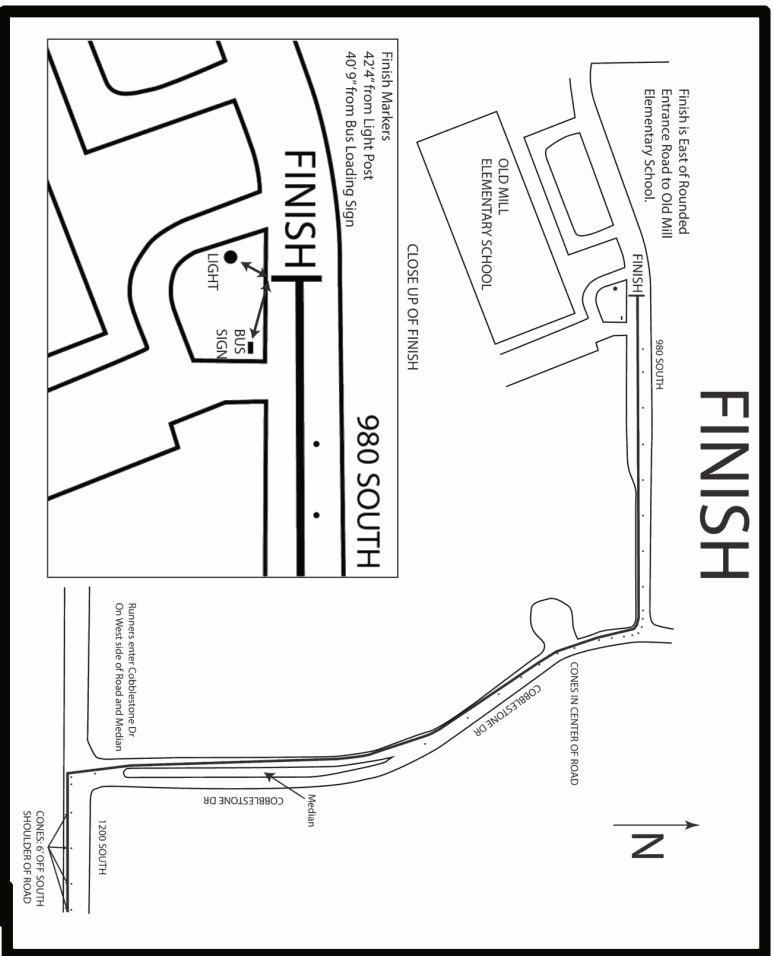 FINISH
Finish is East of Rounded
Entrance Road to Old Mill
Elementary School.
OLD MILL
ELEMENTARY SCHOOL
FINISH
980 SOUTH
CLOSE UP OF FINISH
Finish Markers
42'4" from Light Post
40'9" from Bus Loading Sign
FINISH
980 SOUTH
LIGHT
BUS
SIGN
CONES IN CENTER OF ROAD
COBBLESTONE DR
N
Runners enter Cobblestone Dr
On West side of Road and Median
Median
COBBLESTONE DR
1200 SOUTH
CONES: 6' OFF SOUTH
SHOULDER OF ROAD